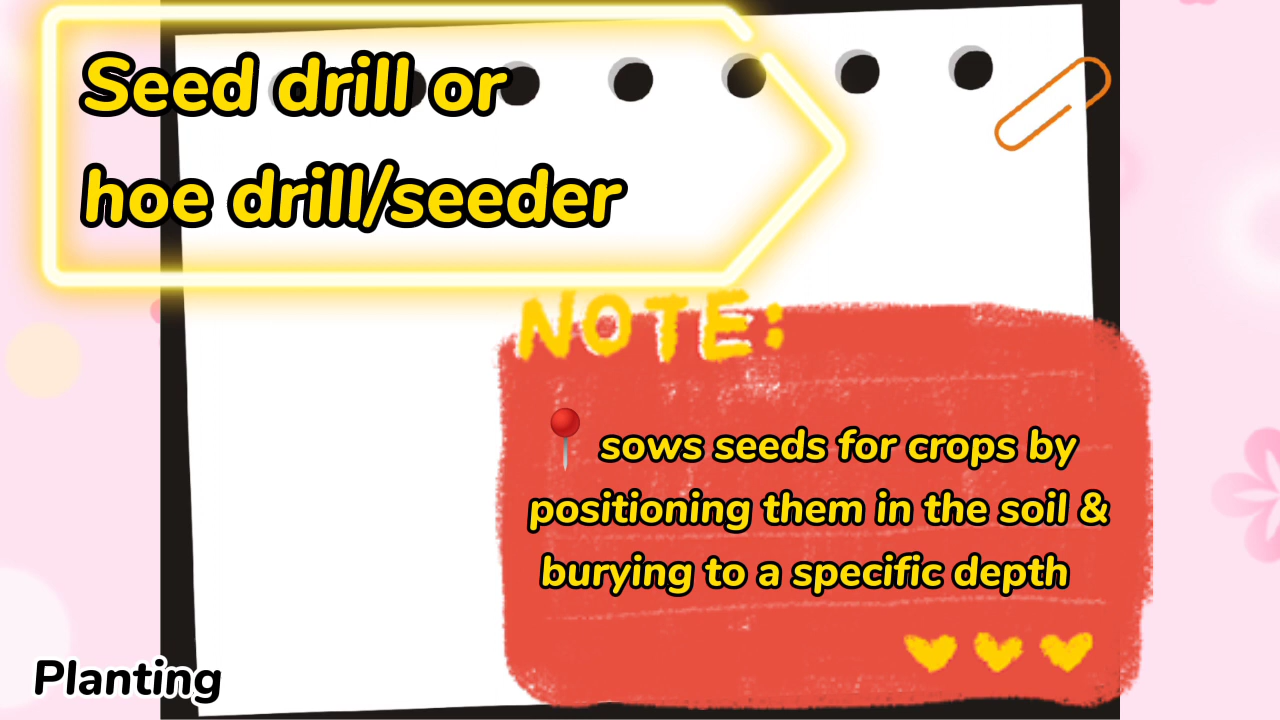 Seed drill or
hoe drill/seeder
NOTE:
sows seeds for crops by
positioning them in the soil &
burying to a specific depth
Planting